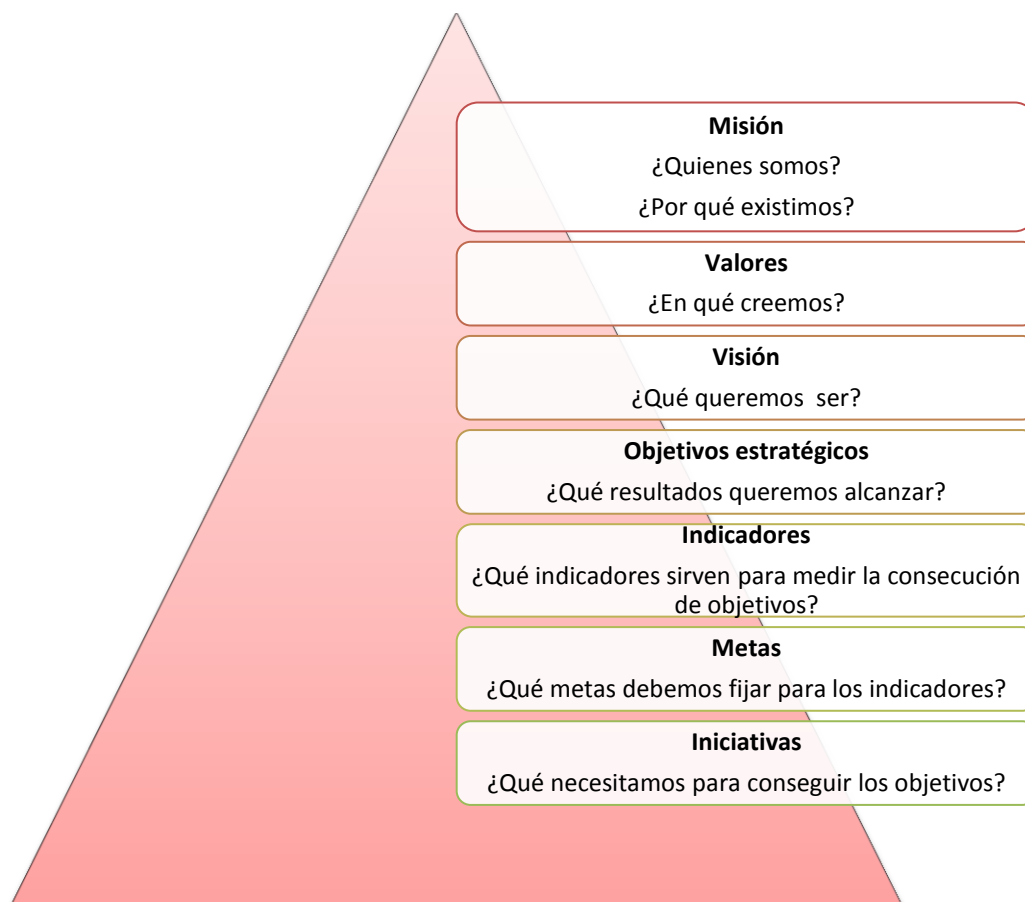 Misión
¿Quienes somos?
¿Por qué existimos?
Valores
¿En qué creemos?
Visión
¿Qué queremos  ser?
Objetivos estratégicos
¿Qué resultados queremos alcanzar?
Indicadores
¿Qué indicadores sirven para medir la consecución
de objetivos?
Metas
¿Qué metas debemos fijar para los indicadores?
Iniciativas
¿Qué necesitamos para conseguir los objetivos?